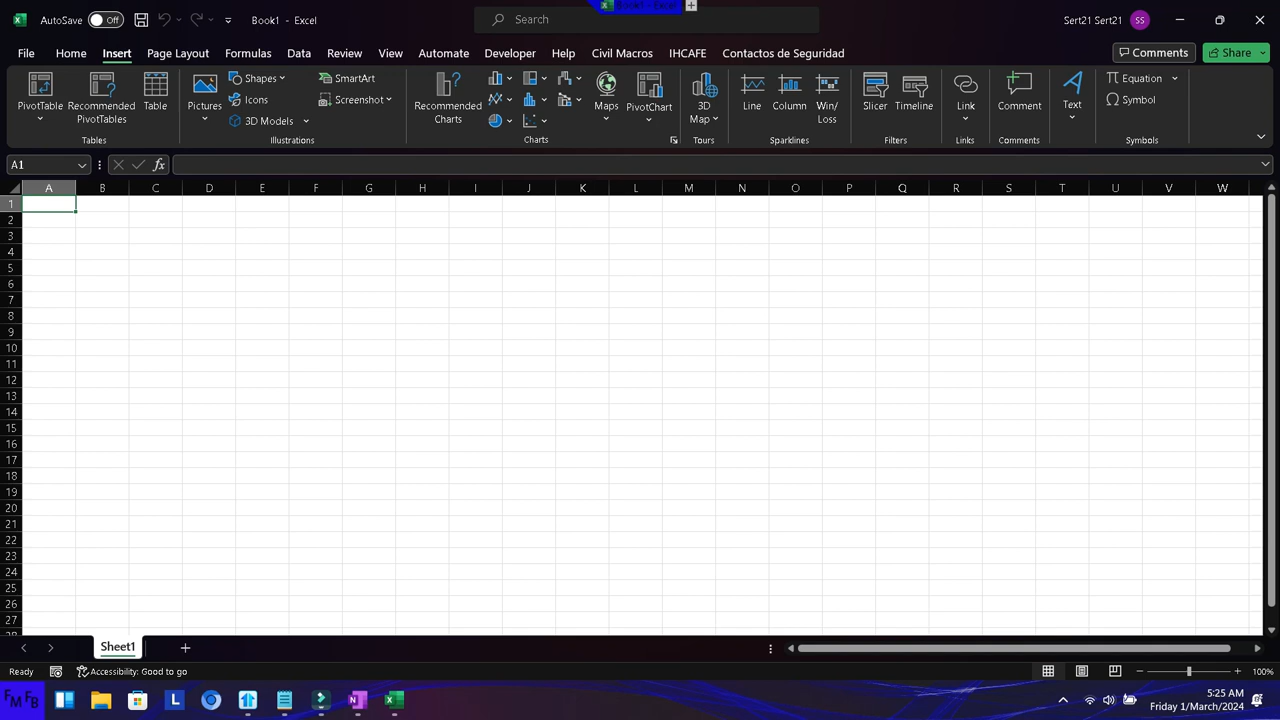 Book1 - Excel
AutoSave Off Book1 - Excel Search Sert21 Sert21 SS
File Home Insert Page Layout Formulas Data Review View Automate Developer Help Civil Macros IHCAFE Contactos de Seguridad Comments Share
PivotTable Recommended PivotTables Table
Tables
Pictures Shapes Icons 3D Models SmartArt Screenshot
Illustrations
Recommended Charts Maps PivotChart
Charts
3D Map
Tours
Line Column Win/Loss
Sparklines
Slicer Timeline
Filters
Link
Links
Comment
Comments
Text
Equation
Symbol
Symbols
A1 fx
A B C D E F G H I J K L M N O P Q R S T U V W
1
2
3
4
5
6
7
8
9
10
11
12
13
14
15
16
17
18
19
20
21
22
23
24
25
26
27
28
Sheet1
Ready Accessibility: Good to go 100%
FM FB L N 5:25 AM
Friday 1/March/2024